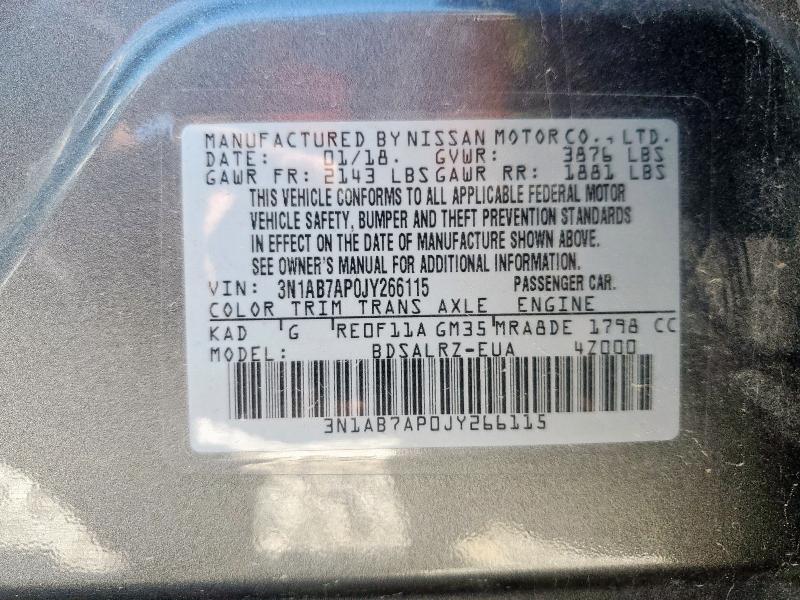 MANUFACTURED BY NISSAN MOTOR CO., LTD.
DATE: 01/18. GVWR: 3876 LBS
GAWR FR: 2143 LBS GAWR RR: 1881 LBS
THIS VEHICLE CONFORMS TO ALL APPLICABLE FEDERAL MOTOR
VEHICLE SAFETY, BUMPER AND THEFT PREVENTION STANDARDS
IN EFFECT ON THE DATE OF MANUFACTURE SHOWN ABOVE.
SEE OWNER'S MANUAL FOR ADDITIONAL INFORMATION.
VIN: 3N1AB7AP0JY266115 PASSENGER CAR.
COLOR TRIM TRANS AXLE ENGINE
KAD G RE0F11A GM35 MRA8DE 1798 CC
MODEL: BDSALRZ-EUA 4Z000
3N1AB7AP0JY266115